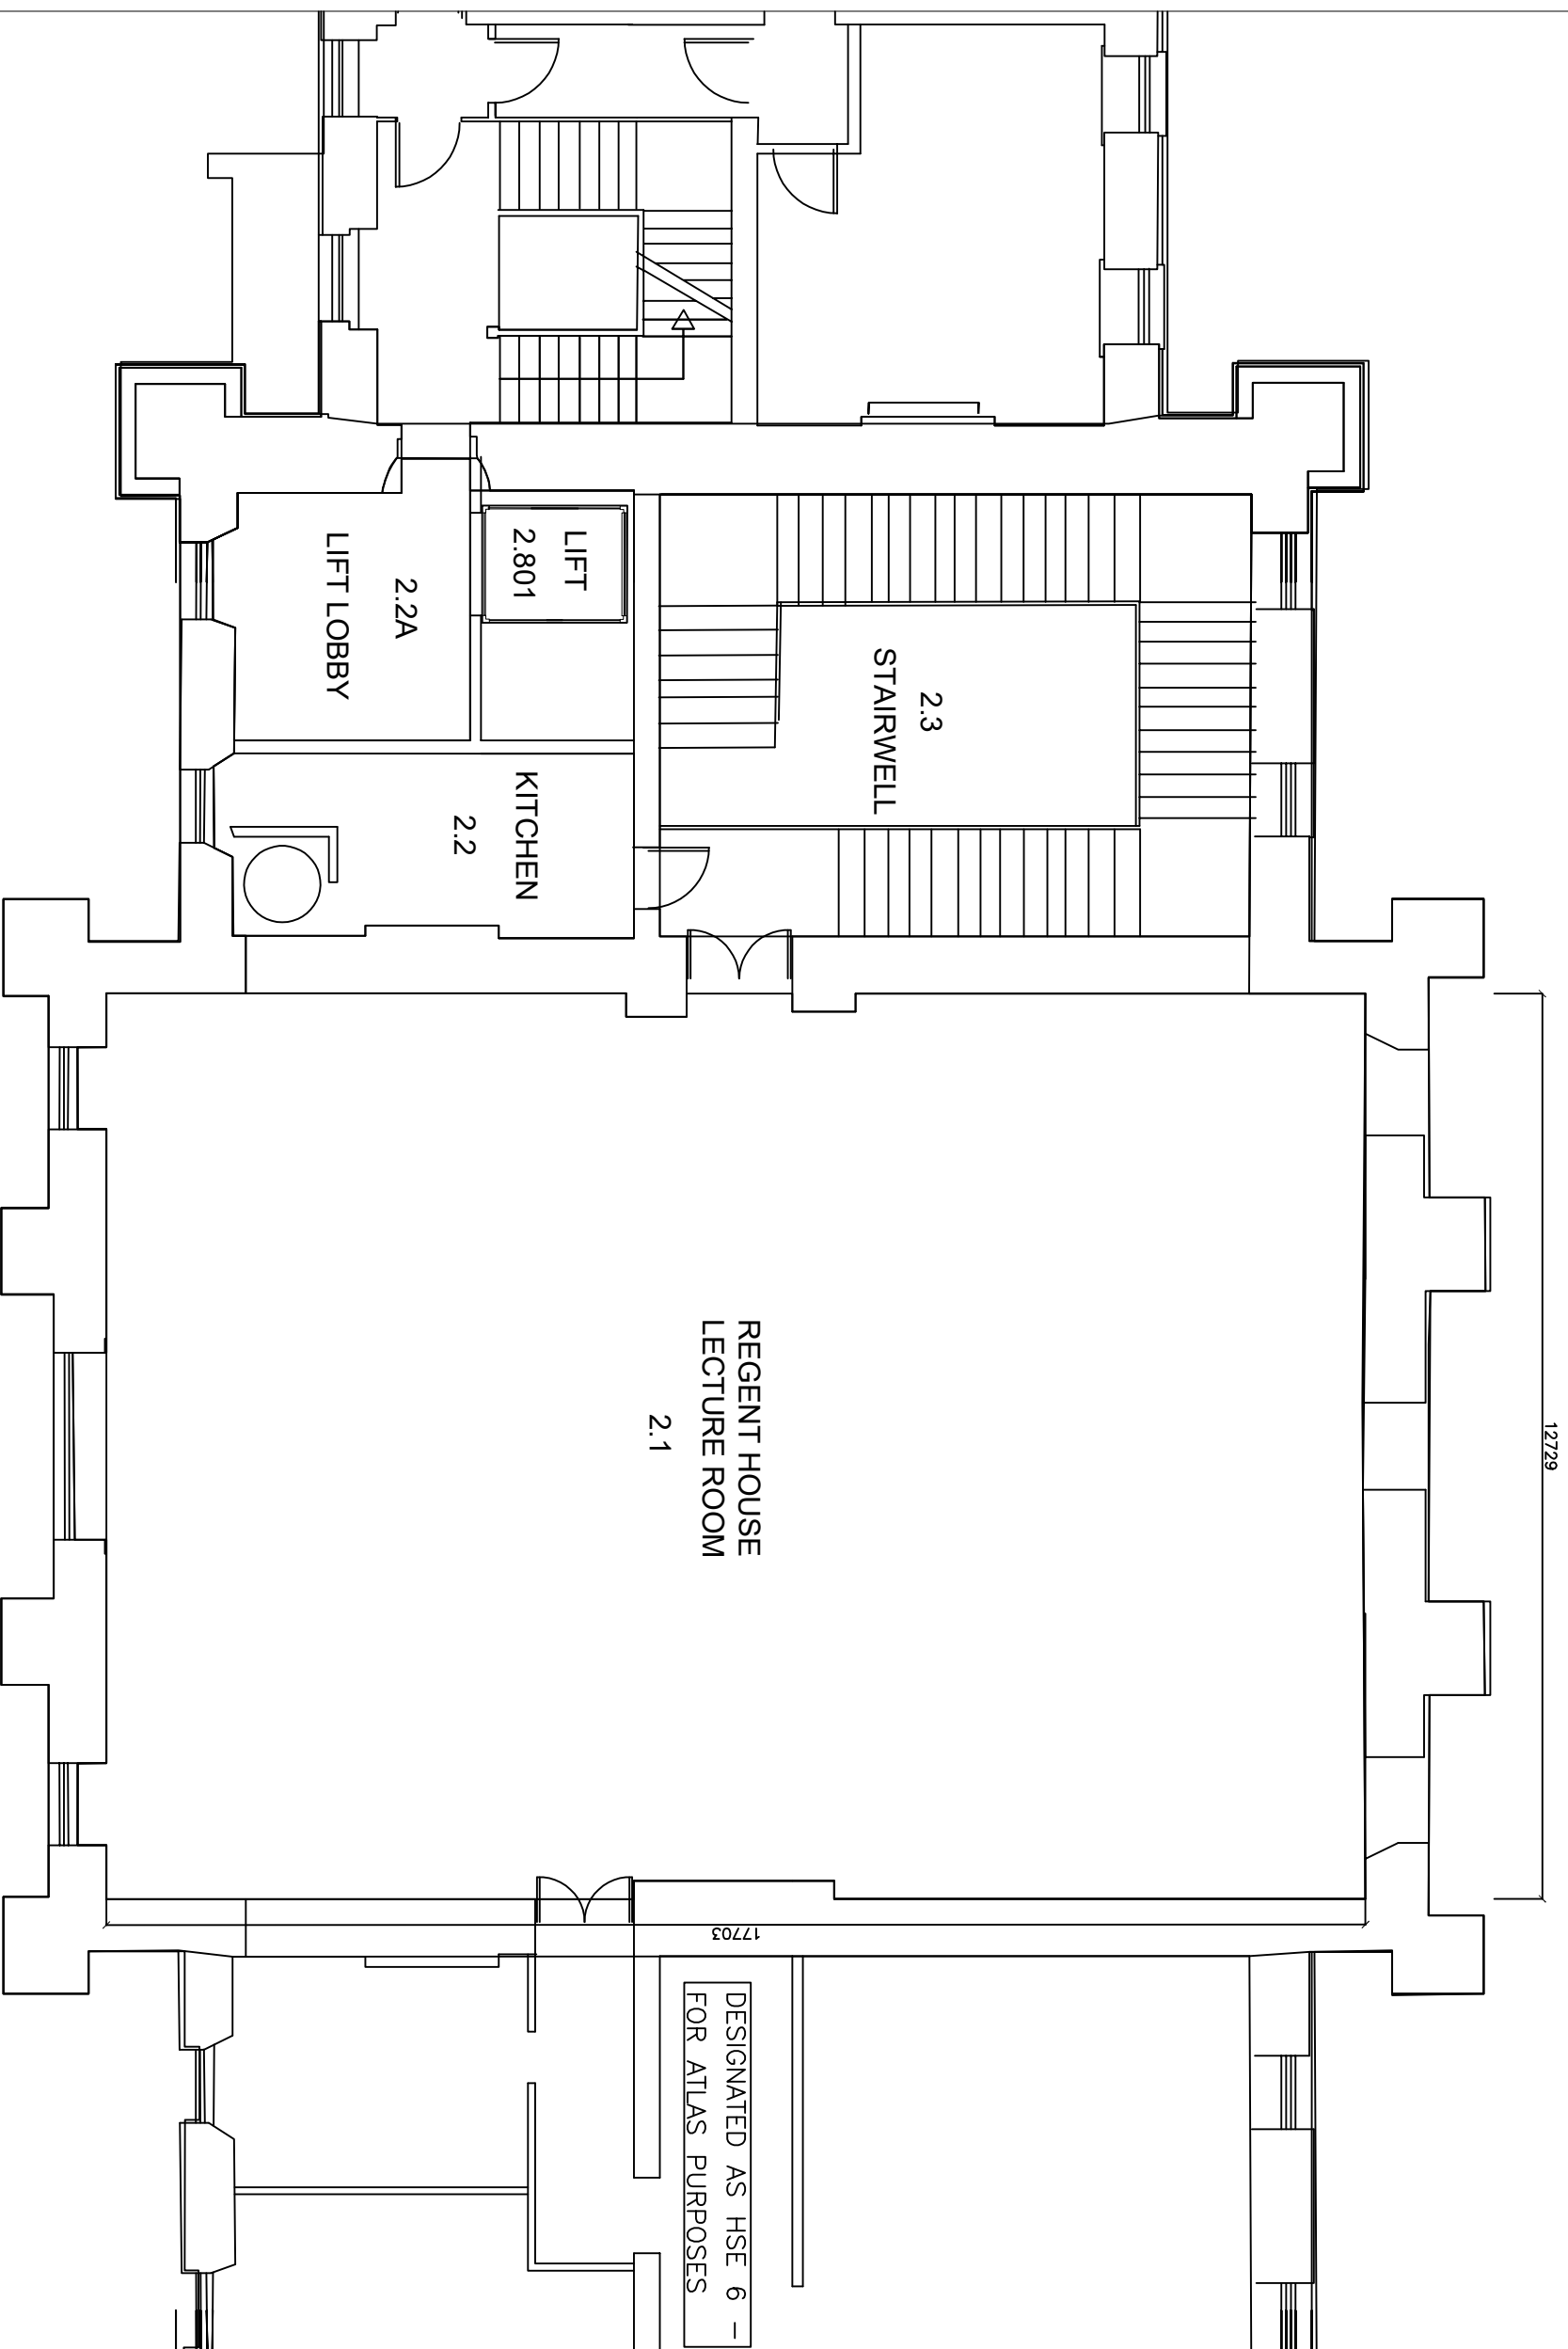 12729
2.3
STAIRWELL
LIFT
2.801
2.2A
LIFT LOBBY
KITCHEN
2.2
REGENT HOUSE
LECTURE ROOM
2.1
17703
DESIGNATED AS HSE 6 –
FOR ATLAS PURPOSES